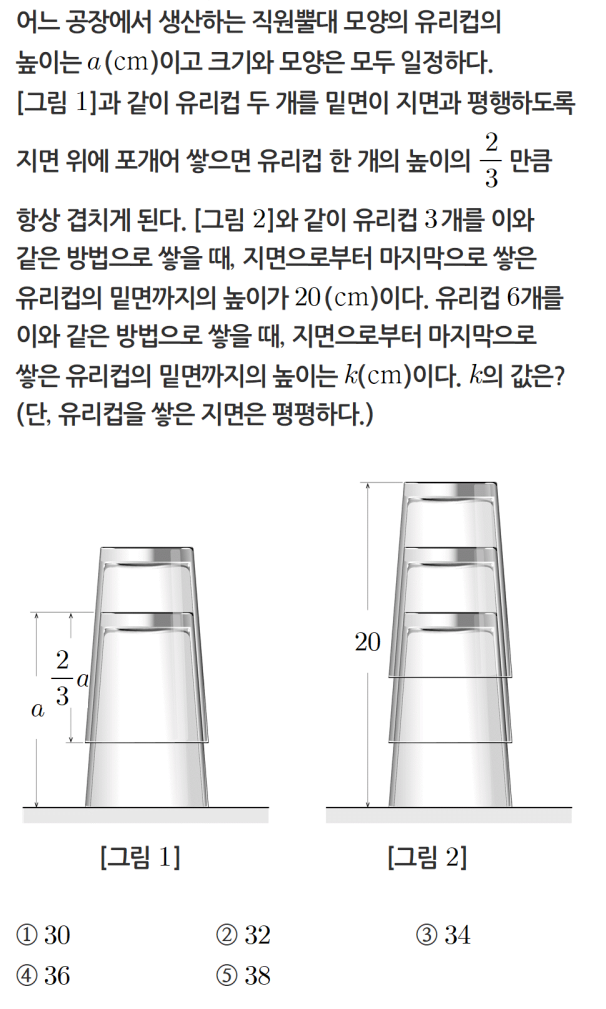 어느 공장에서 생산하는 직원뿔대 모양의 유리컵의
높이는 a(cm)이고 크기와 모양은 모두 일정하다.
[그림 1]과 같이 유리컵 두 개를 밑면이 지면과 평행하도록
지면 위에 포개어 쌓으면 유리컵 한 개의 높이의 2/3 만큼
항상 겹치게 된다. [그림 2]와 같이 유리컵 3개를 이와
같은 방법으로 쌓을 때, 지면으로부터 마지막으로 쌓은
유리컵의 밑면까지의 높이가 20(cm)이다. 유리컵 6개를
이와 같은 방법으로 쌓을 때, 지면으로부터 마지막으로
쌓은 유리컵의 밑면까지의 높이는 k(cm)이다. k의 값은?
(단, 유리컵을 쌓은 지면은 평평하다.)
a
2/3 a
20
[그림 1]
[그림 2]
① 30
② 32
③ 34
④ 36
⑤ 38